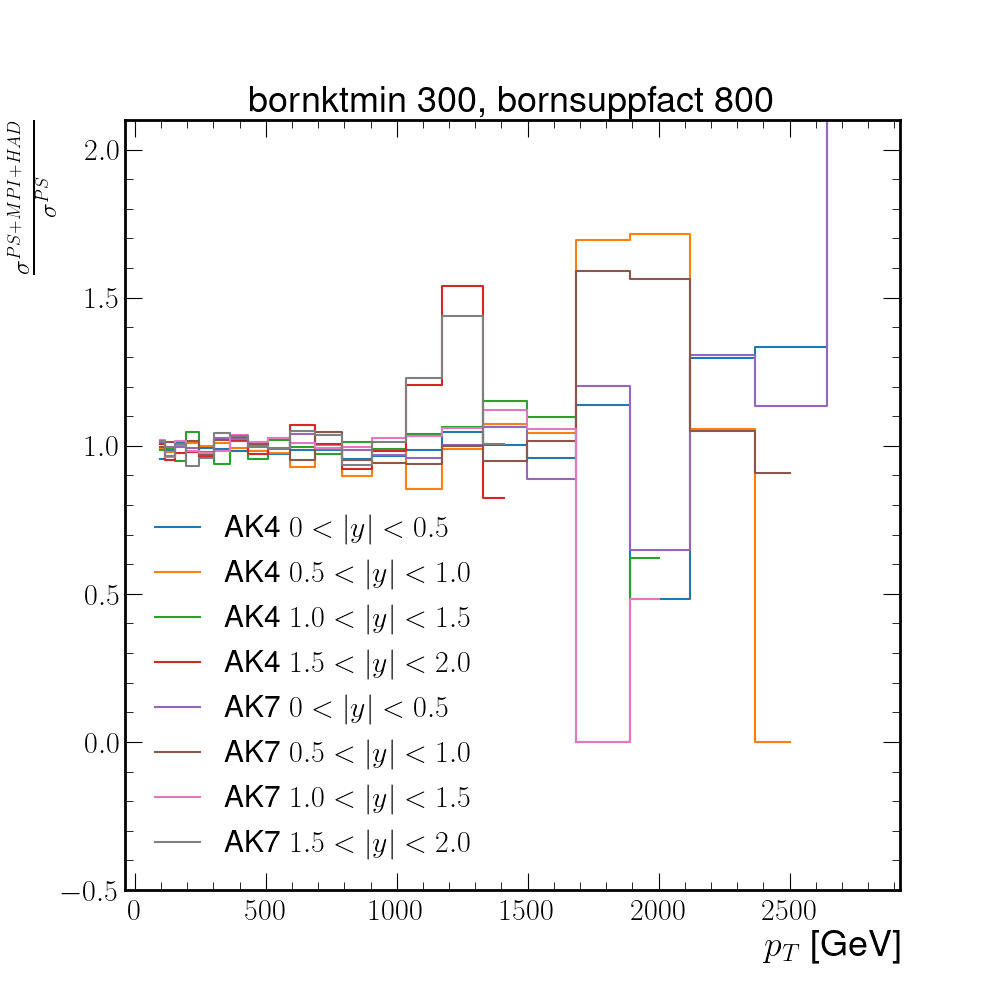 bornktmin 300, bornsuppfact 800
σ^{PS+MPI+HAD}
σ^{PS}
2.0
1.5
1.0
0.5
0.0
−0.5
AK4 0 < |y| < 0.5
AK4 0.5 < |y| < 1.0
AK4 1.0 < |y| < 1.5
AK4 1.5 < |y| < 2.0
AK7 0 < |y| < 0.5
AK7 0.5 < |y| < 1.0
AK7 1.0 < |y| < 1.5
AK7 1.5 < |y| < 2.0
0 500 1000 1500 2000 2500
p_T [GeV]